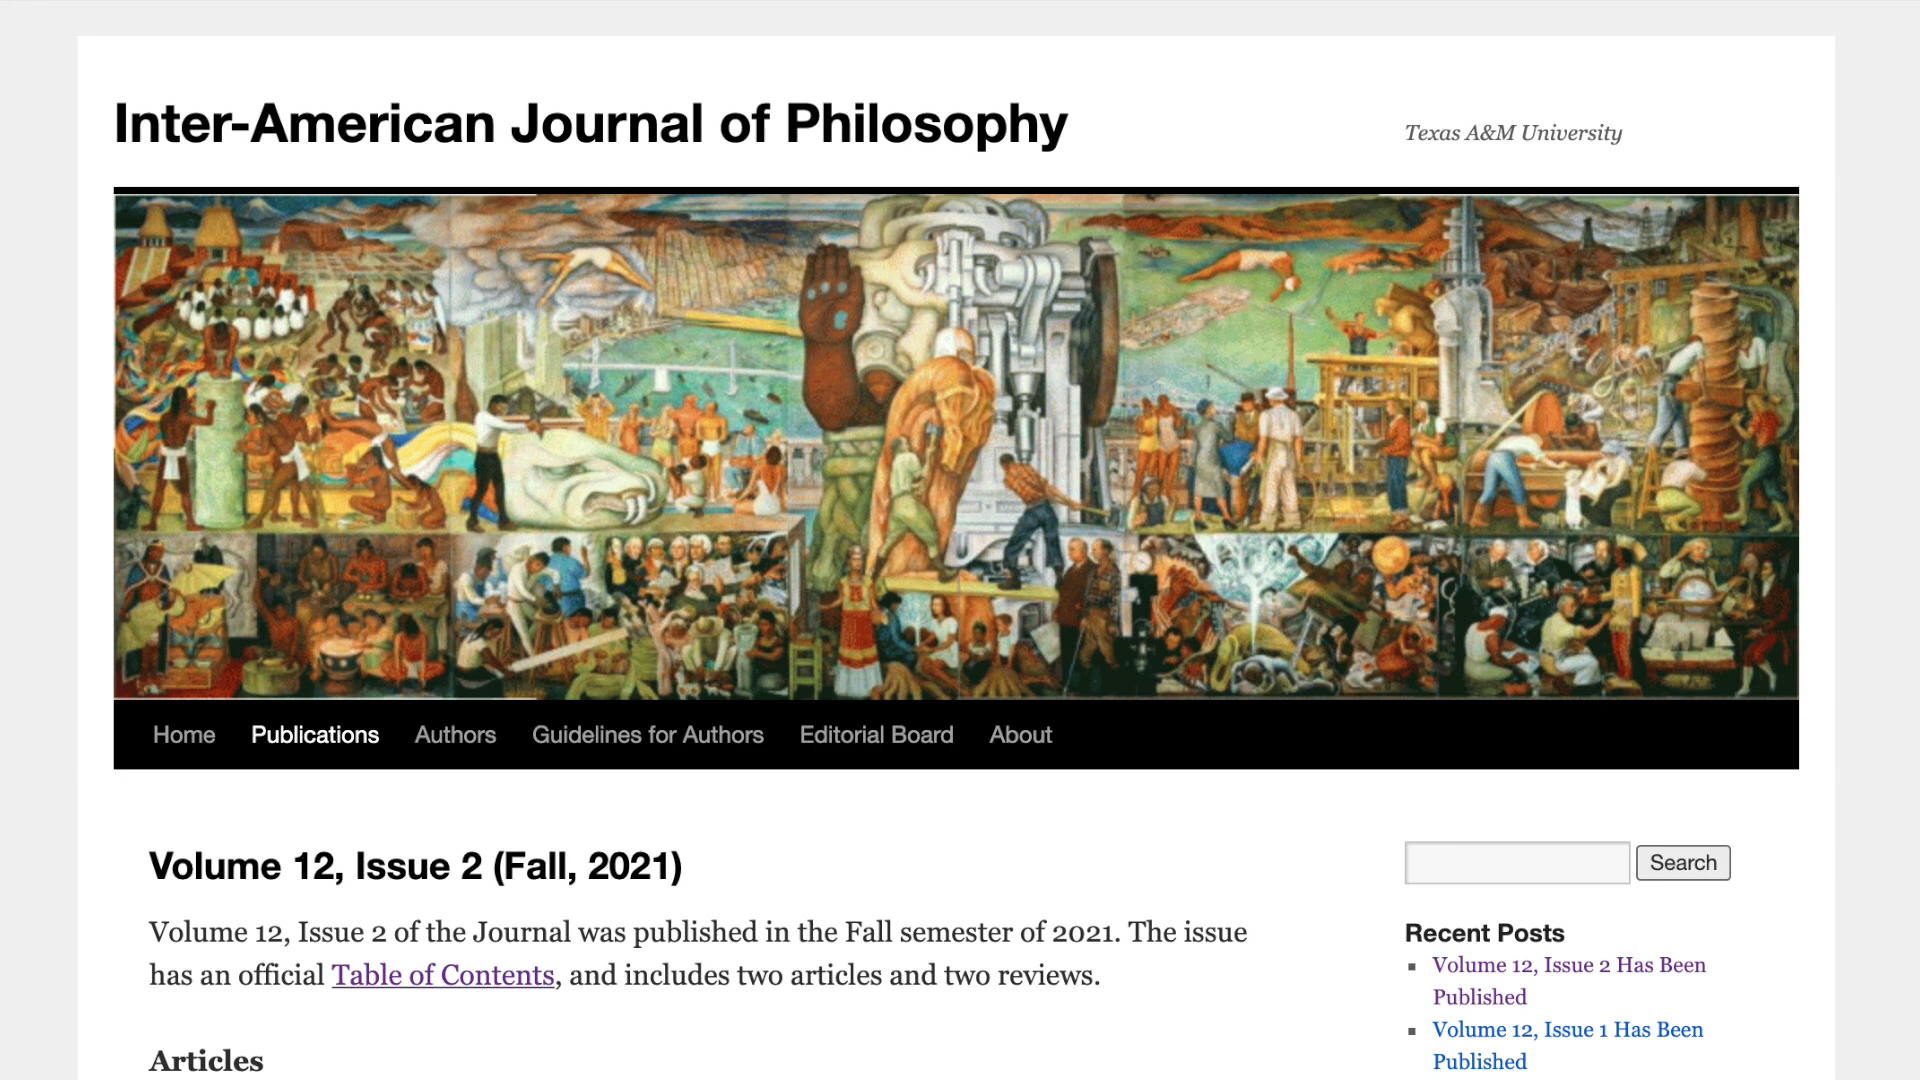 Inter-American Journal of Philosophy
Texas A&M University
Home Publications Authors Guidelines for Authors Editorial Board About
Volume 12, Issue 2 (Fall, 2021)
Volume 12, Issue 2 of the Journal was published in the Fall semester of 2021. The issue
has an official Table of Contents, and includes two articles and two reviews.
Articles
Search
Recent Posts
Volume 12, Issue 2 Has Been
Published
Volume 12, Issue 1 Has Been
Published